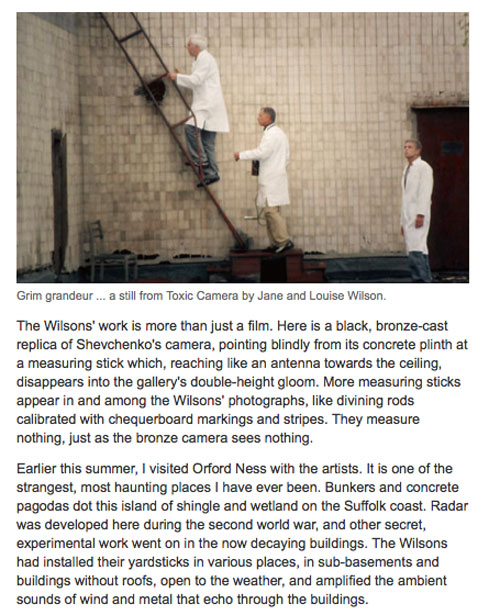 Grim grandeur ... a still from Toxic Camera by Jane and Louise Wilson.
The Wilsons' work is more than just a film. Here is a black, bronze-cast
replica of Shevchenko's camera, pointing blindly from its concrete plinth at
a measuring stick which, reaching like an antenna towards the ceiling,
disappears into the gallery's double-height gloom. More measuring sticks
appear in and among the Wilsons' photographs, like divining rods
calibrated with chequerboard markings and stripes. They measure
nothing, just as the bronze camera sees nothing.
Earlier this summer, I visited Orford Ness with the artists. It is one of the
strangest, most haunting places I have ever been. Bunkers and concrete
pagodas dot this island of shingle and wetland on the Suffolk coast. Radar
was developed here during the second world war, and other secret,
experimental work went on in the now decaying buildings. The Wilsons
had installed their yardsticks in various places, in sub-basements and
buildings without roofs, open to the weather, and amplified the ambient
sounds of wind and metal that echo through the buildings.